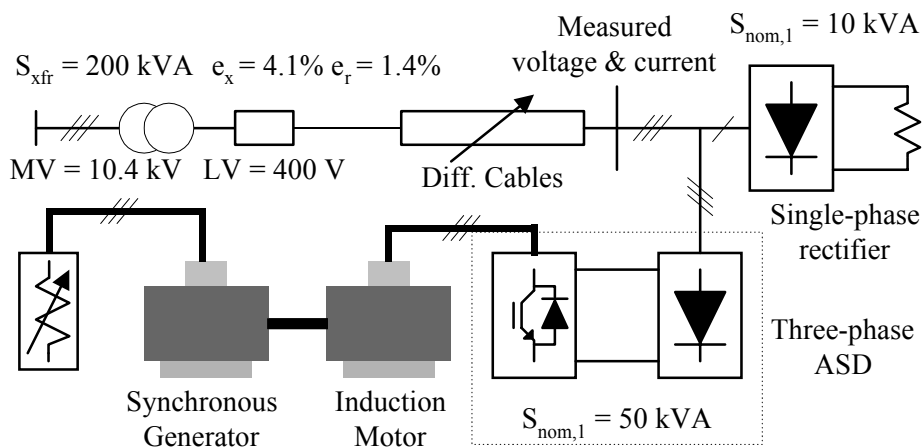 S_nom,1 = 10 kVA
Measured
voltage & current
S_xfr = 200 kVA e_x = 4.1% e_r = 1.4%
MV = 10.4 kV LV = 400 V
Diff. Cables
Single-phase
rectifier
Three-phase
ASD
Synchronous
Generator
Induction
Motor
S_nom,1 = 50 kVA